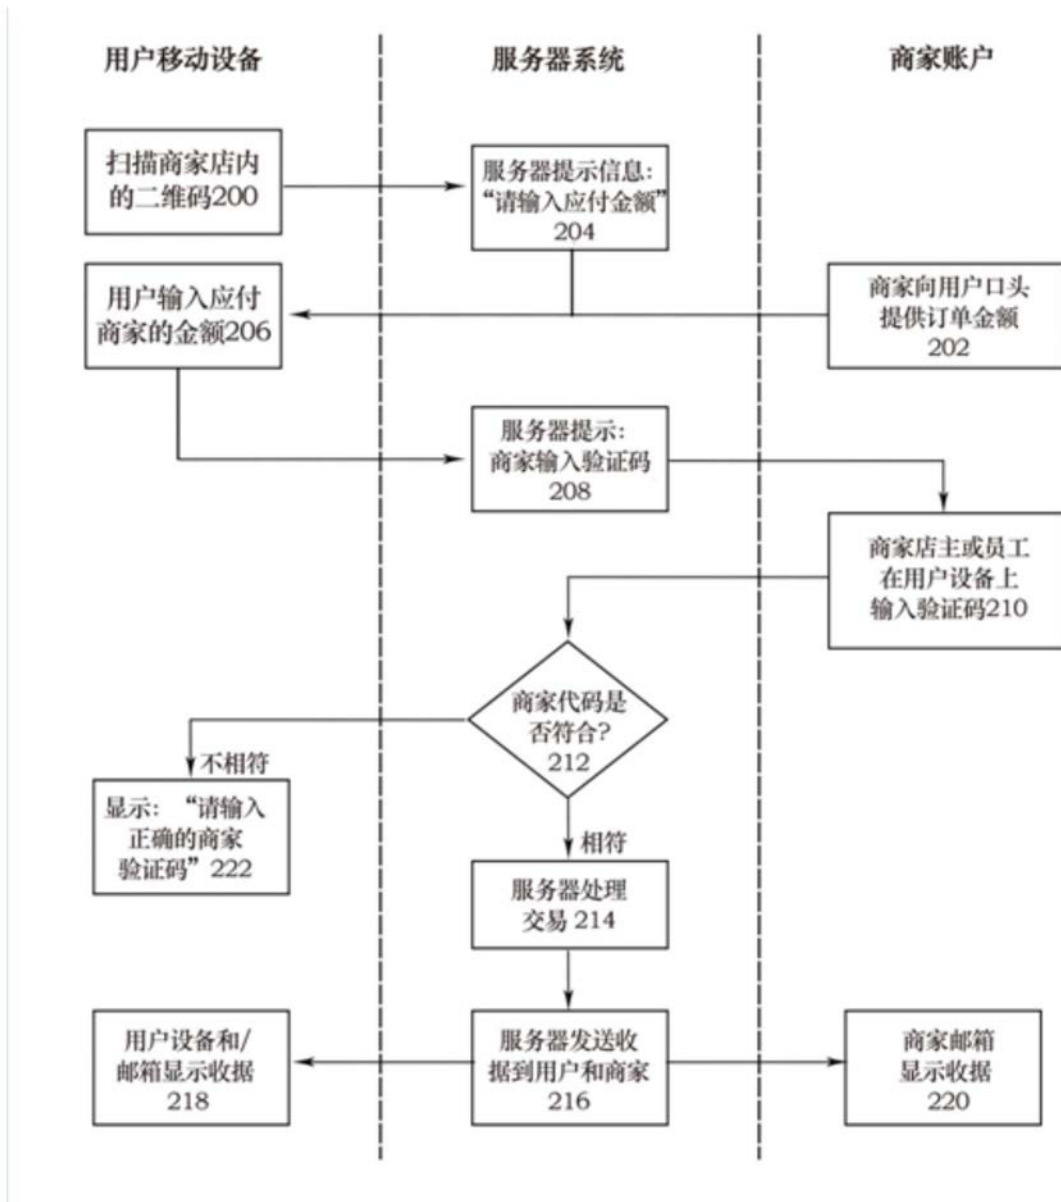 用户移动设备
服务器系统
商家账户
扫描商家店内
的二维码200
服务器提示信息：
“请输入应付金额”
204
用户输入应付
商家的金额206
商家向用户口头
提供订单金额
202
服务器提示：
商家输入验证码
208
商家店主或员工
在用户设备上
输入验证码210
商家代码是
否符合?
212
不相符
显示：“请输入
正确的商家
验证码”222
相符
服务器处理
交易 214
用户设备和/
邮箱显示收据
218
服务器发送收
据到用户和商家
216
商家邮箱
显示收据
220